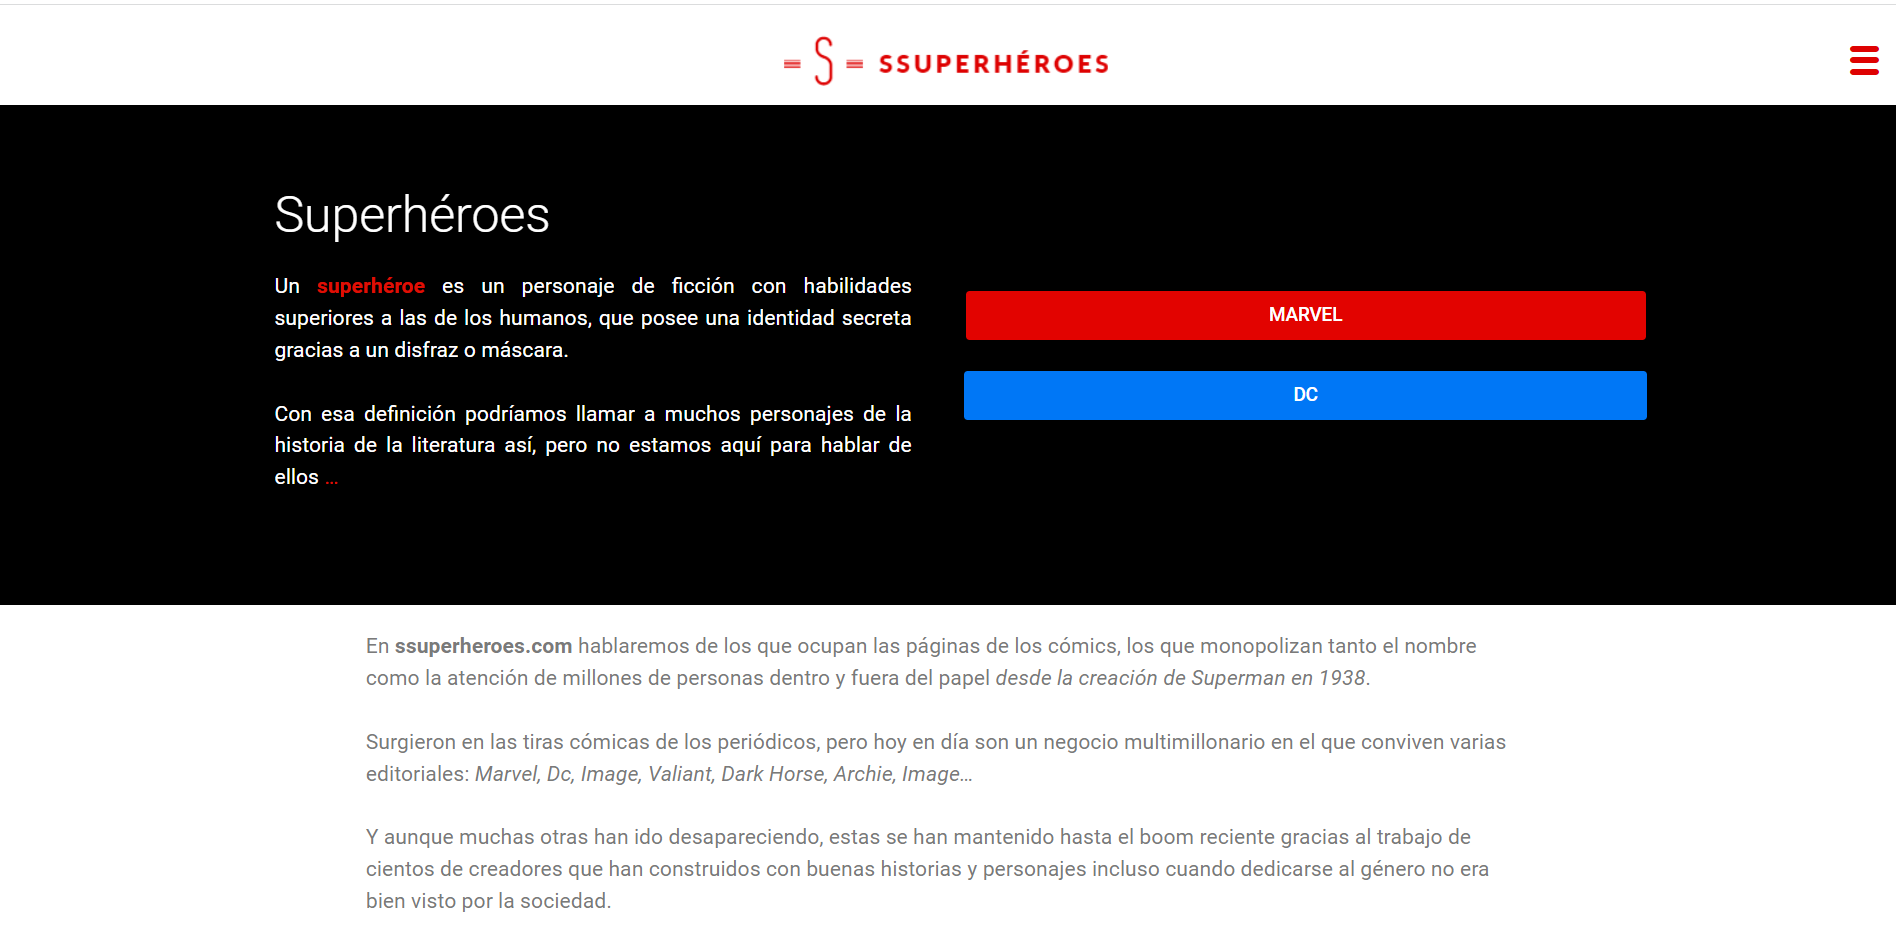 S SSUPERHÉROES
Superhéroes
Un superhéroe es un personaje de ficción con habilidades
superiores a las de los humanos, que posee una identidad secreta
gracias a un disfraz o máscara.
Con esa definición podríamos llamar a muchos personajes de la
historia de la literatura así, pero no estamos aquí para hablar de
ellos ...
MARVEL
DC
En ssuperheroes.com hablaremos de los que ocupan las páginas de los cómics, los que monopolizan tanto el nombre
como la atención de millones de personas dentro y fuera del papel desde la creación de Superman en 1938.
Surgieron en las tiras cómicas de los periódicos, pero hoy en día son un negocio multimillonario en el que conviven varias
editoriales: Marvel, Dc, Image, Valiant, Dark Horse, Archie, Image…
Y aunque muchas otras han ido desapareciendo, estas se han mantenido hasta el boom reciente gracias al trabajo de
cientos de creadores que han construidos con buenas historias y personajes incluso cuando dedicarse al género no era
bien visto por la sociedad.